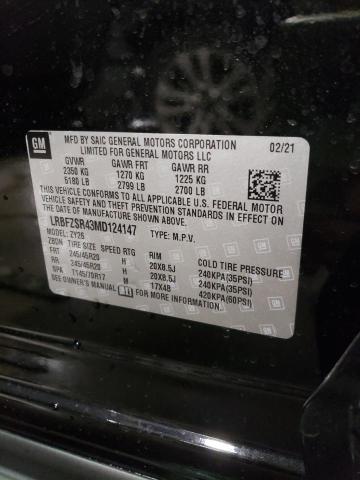 GM
MFD BY SAIC GENERAL MOTORS CORPORATION 02/21
LIMITED FOR GENERAL MOTORS LLC
GVWR GAWR FRT GAWR RR
2350 KG 1270 KG 1225 KG
5180 LB 2799 LB 2700 LB
THIS VEHICLE CONFORMS TO ALL APPLICABLE U.S. FEDERAL MOTOR
VEHICLE SAFETY, BUMPER, AND THEFT PREVENTION STANDARDS
IN EFFECT ON THE DATE OF MANUFACTURE SHOWN ABOVE.
LRBFZSR43MD124147 TYPE: M.P.V.
ZBDN: ZY26
TIRE SIZE SPEED RTG RIM COLD TIRE PRESSURE
FRT 245/45R20 H 20X8.5J 240KPA(35PSI)
RR 245/45R20 H 20X8.5J 240KPA(35PSI)
SPA T145/70R17 M 17X4B 420KPA(60PSI)
SEE OWNER'S MANUAL FOR MORE INFORMATION.